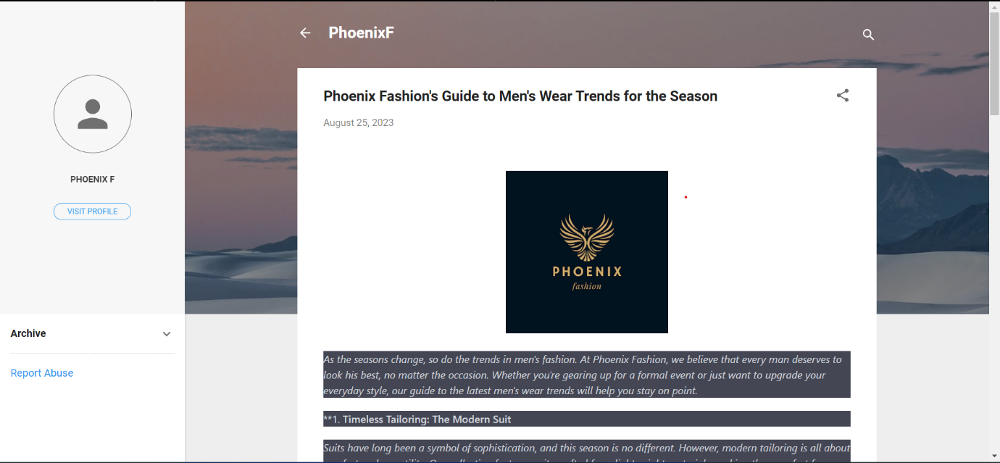 PhoenixF
Phoenix Fashion's Guide to Men's Wear Trends for the Season
August 25, 2023
PHOENIX F
VISIT PROFILE
PHOENIX
fashion
Archive
Report Abuse
As the seasons change, so do the trends in men's fashion. At Phoenix Fashion, we believe that every man deserves to
look his best, no matter the occasion. Whether you're gearing up for a formal event or just want to upgrade your
everyday style, our guide to the latest men's wear trends will help you stay on point.
**1. Timeless Tailoring: The Modern Suit
Suits have long been a symbol of sophistication, and this season is no different. However, modern tailoring is all about